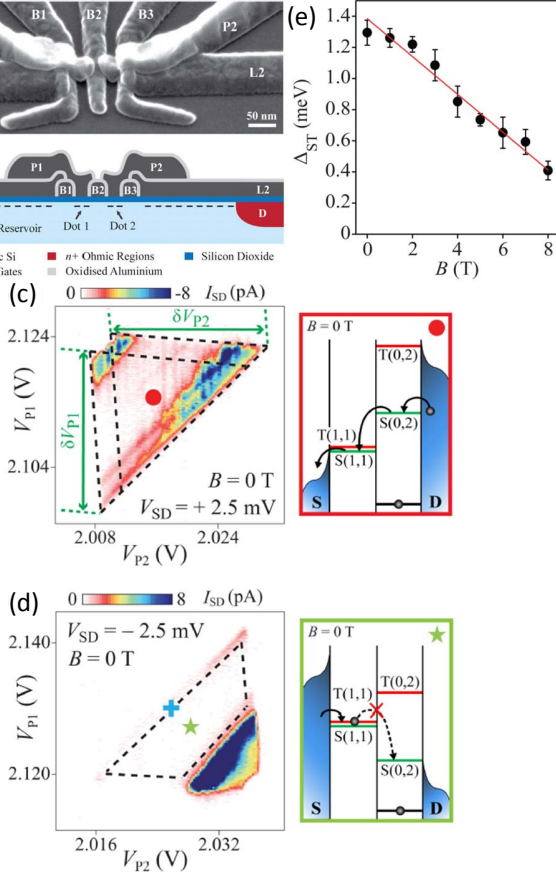 B1
B2
B3
P2
L2
50 nm
P1
P2
B1
B2
B3
L2
D
Reservoir
Dot 1
Dot 2
c Si
n+ Ohmic Regions
Silicon Dioxide
Gates
Oxidised Aluminium
(e)
1.4
1.2
1.0
0.8
0.6
0.4
0.2
ΔST (meV)
0
2
4
6
8
B (T)
(c)
0
-8
ISD (pA)
δVP2
δVP1
2.124
2.104
VP1 (V)
B = 0 T
VSD = + 2.5 mV
2.008
2.024
VP2 (V)
B = 0 T
T(0,2)
T(1,1)
S(0,2)
S(1,1)
S
D
(d)
0
8
ISD (pA)
VSD = − 2.5 mV
B = 0 T
2.140
2.120
VP1 (V)
2.016
2.032
VP2 (V)
B = 0 T
T(1,1)
T(0,2)
S(1,1)
S(0,2)
S
D